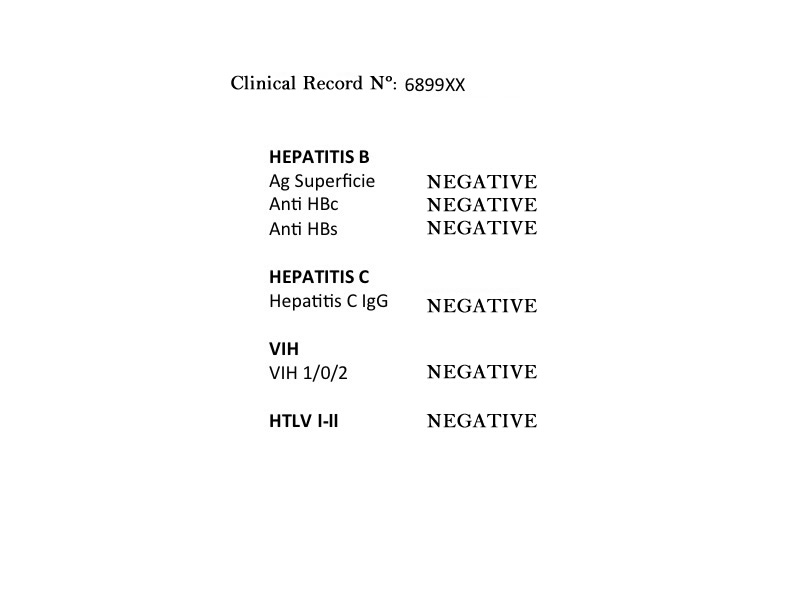 Clinical Record Nº: 6899XX
HEPATITIS B
Ag Superficie NEGATIVE
Anti HBc NEGATIVE
Anti HBs NEGATIVE
HEPATITIS C
Hepatitis C IgG NEGATIVE
VIH
VIH 1/0/2 NEGATIVE
HTLV I-II NEGATIVE